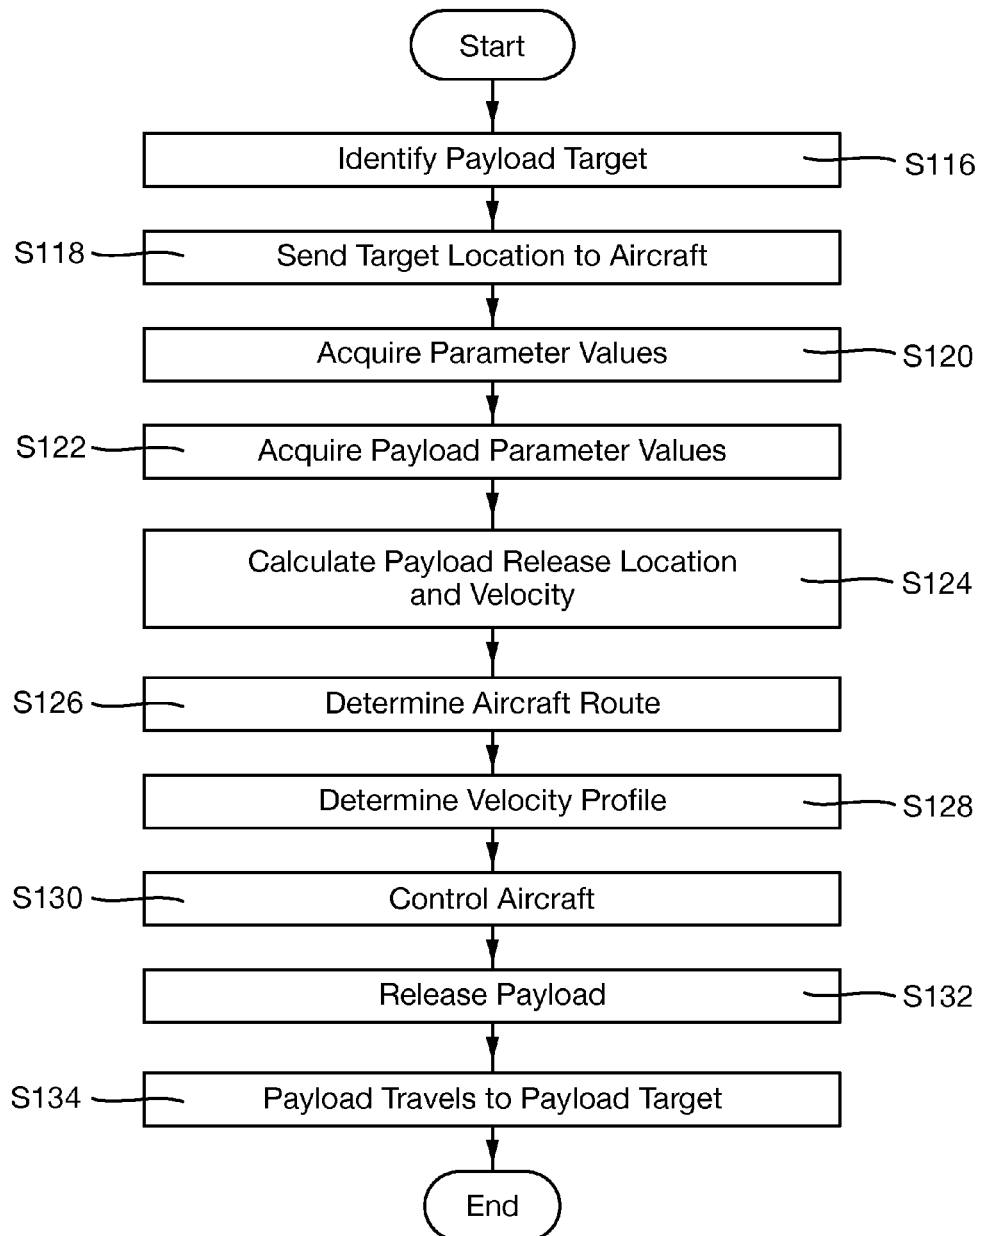 Start
Identify Payload Target
S116
S118
Send Target Location to Aircraft
Acquire Parameter Values
S120
S122
Acquire Payload Parameter Values
Calculate Payload Release Location
and Velocity
S124
S126
Determine Aircraft Route
Determine Velocity Profile
S128
S130
Control Aircraft
Release Payload
S132
S134
Payload Travels to Payload Target
End